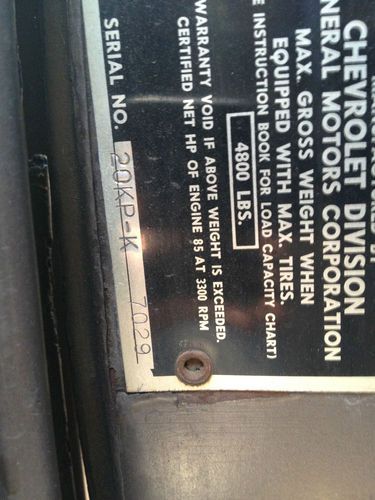 CHEVROLET DIVISION
MOTORS CORPORATION
MAX. GROSS WEIGHT WHEN
EQUIPPED WITH MAX. TIRES.
INSTRUCTION BOOK FOR LOAD CAPACITY CHART)
4800 LBS.
WARRANTY VOID IF ABOVE WEIGHT IS EXCEEDED.
CERTIFIED NET HP OF ENGINE 85 AT 3300 RPM
SERIAL NO. 20KP-K 7029